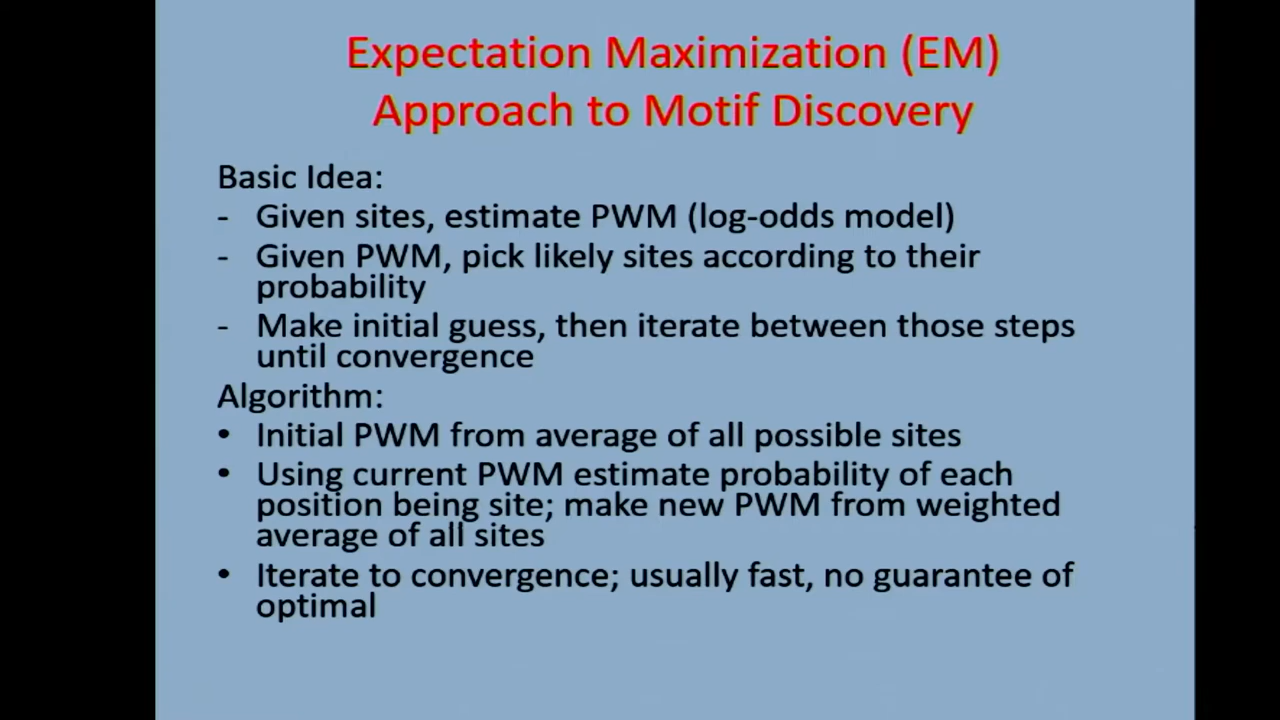 Expectation Maximization (EM)
Approach to Motif Discovery
Basic Idea:
- Given sites, estimate PWM (log-odds model)
- Given PWM, pick likely sites according to their
probability
- Make initial guess, then iterate between those steps
until convergence
Algorithm:
• Initial PWM from average of all possible sites
• Using current PWM estimate probability of each
position being site; make new PWM from weighted
average of all sites
• Iterate to convergence; usually fast, no guarantee of
optimal